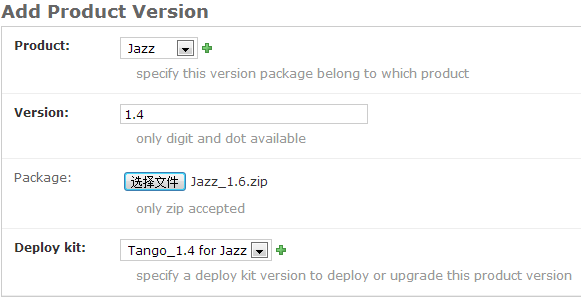 Add Product Version
Product: Jazz
specify this version package belong to which product
Version: 1.4
only digit and dot available
Package: 选择文件 Jazz_1.6.zip
only zip accepted
Deploy kit: Tango_1.4 for Jazz
specify a deploy kit version to deploy or upgrade this product version